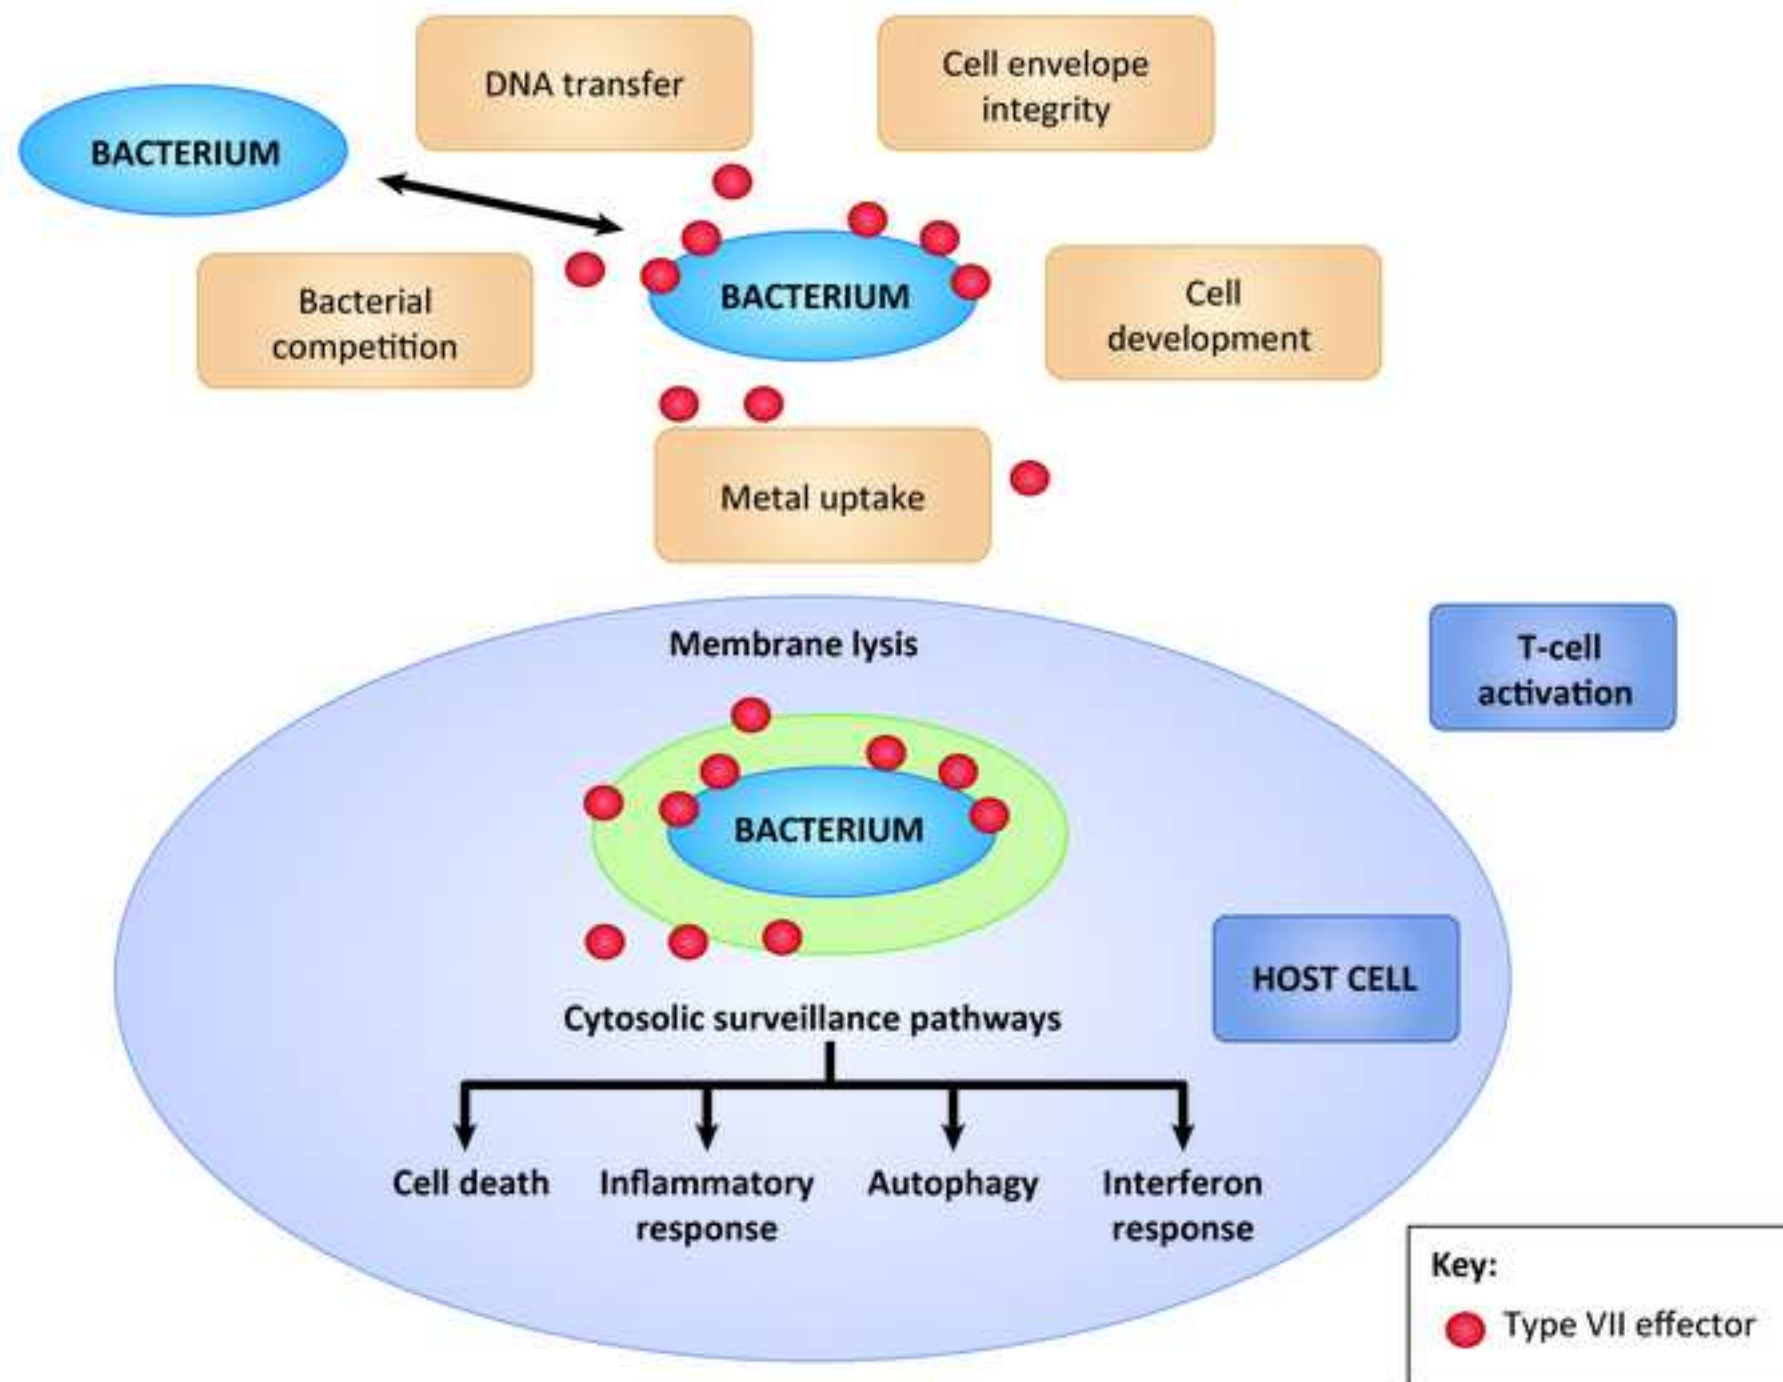 DNA transfer
Cell envelope
integrity
BACTERIUM
Bacterial
competition
BACTERIUM
Cell
development
Metal uptake
Membrane lysis
T-cell
activation
BACTERIUM
HOST CELL
Cytosolic surveillance pathways
Cell death
Inflammatory
response
Autophagy
Interferon
response
Key:
Type VII effector